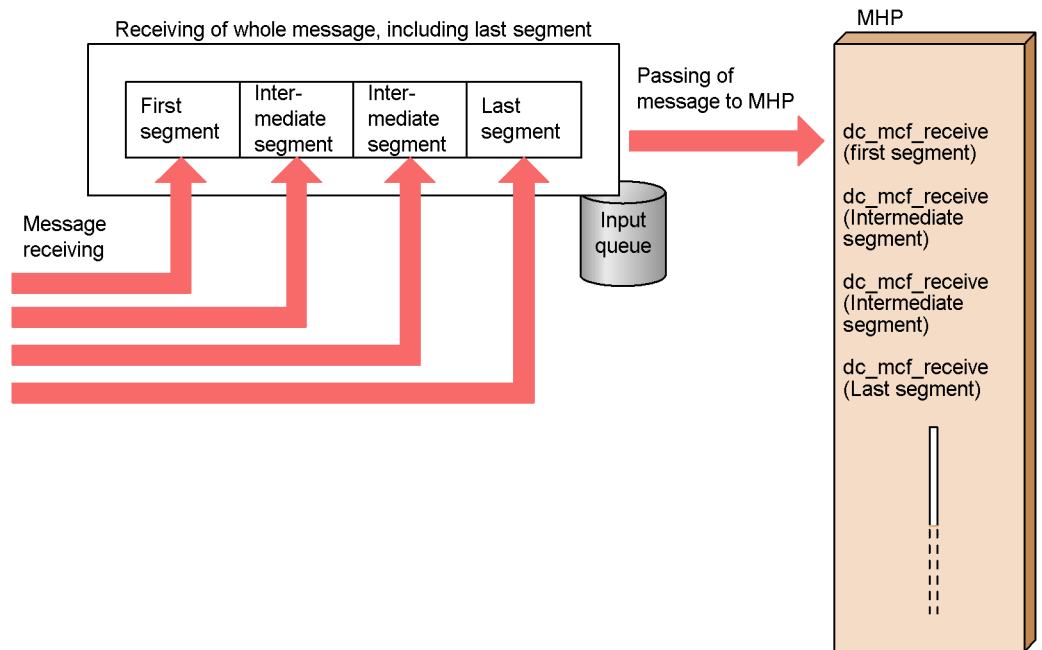 Receiving of whole message, including last segment
First
segment
Inter-
mediate
segment
Inter-
mediate
segment
Last
segment
Message
receiving
Input
queue
Passing of
message to MHP
MHP
dc_mcf_receive
(first segment)
dc_mcf_receive
(Intermediate
segment)
dc_mcf_receive
(Intermediate
segment)
dc_mcf_receive
(Last segment)